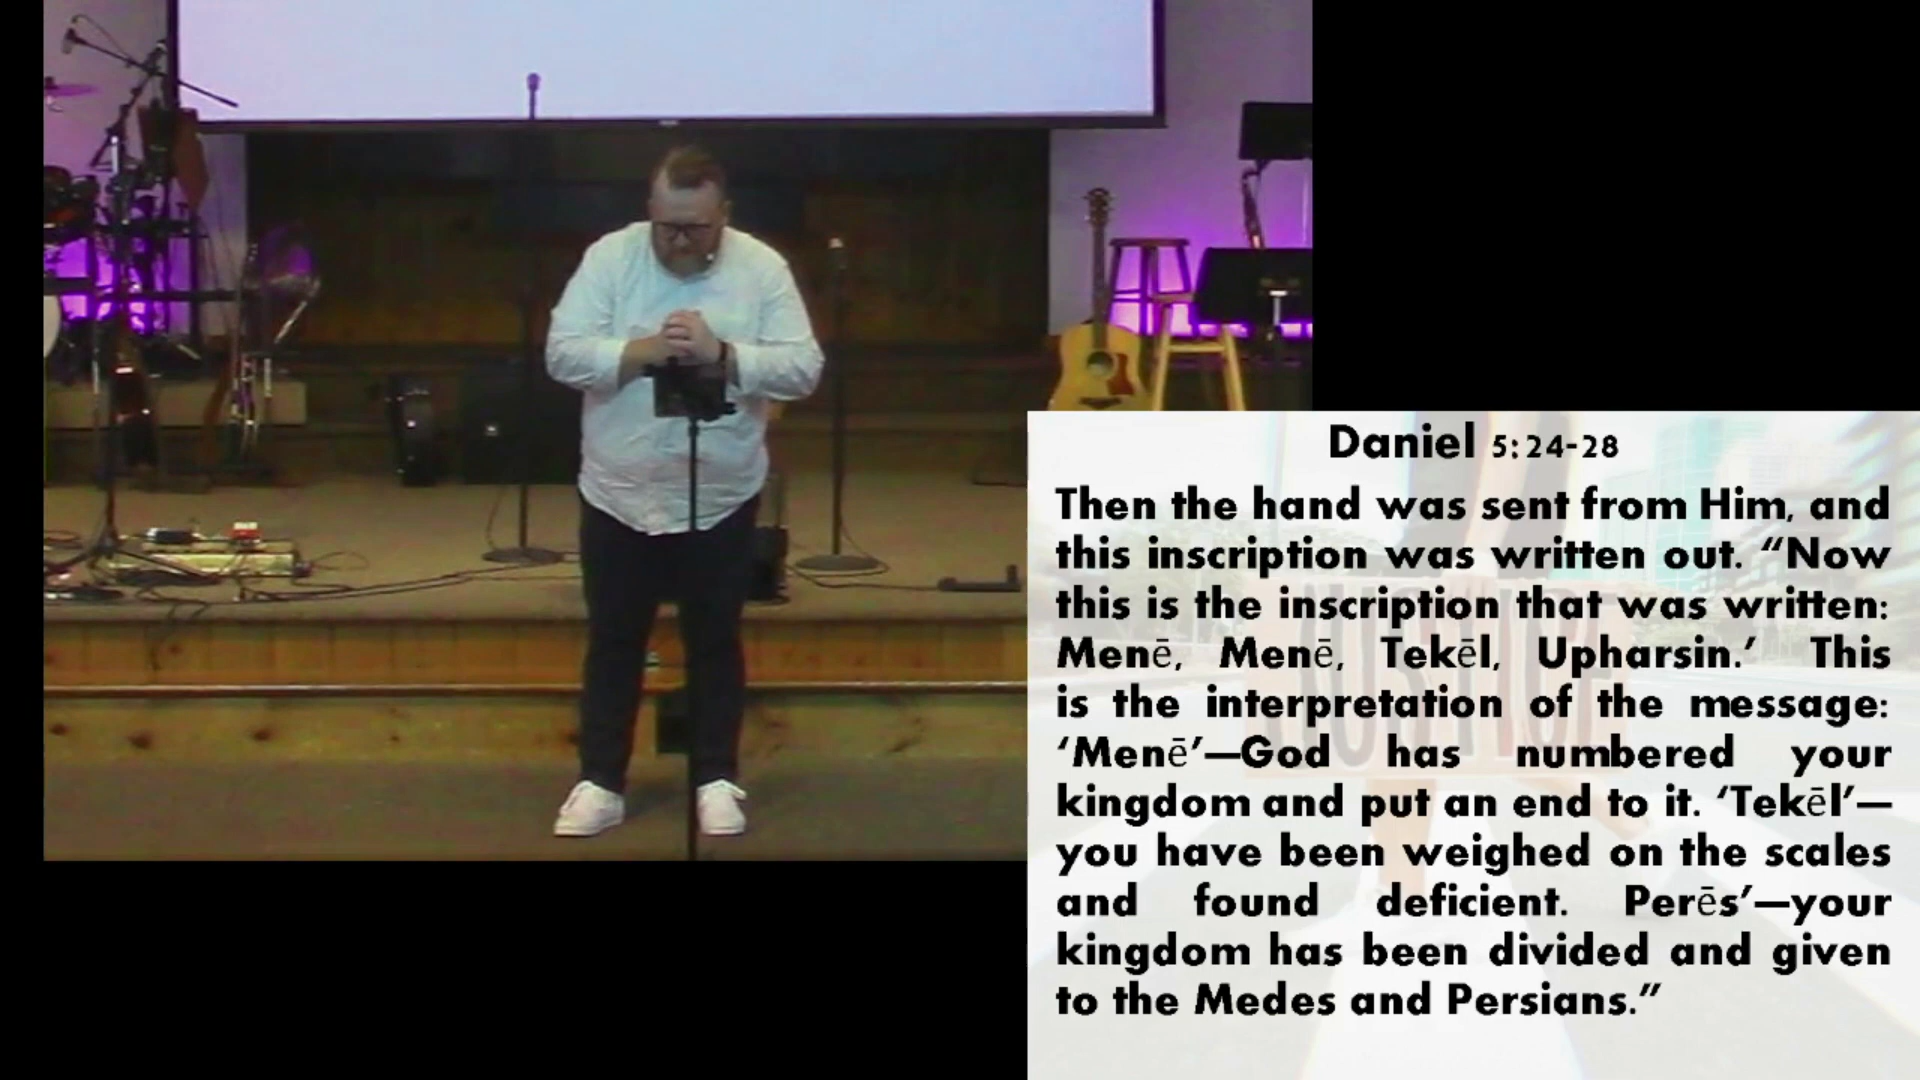 Daniel 5:24-28
Then the hand was sent from Him, and
this inscription was written out. “Now
this is the inscription that was written:
Menē, Menē, Tekēl, Upharsin.’ This
is the interpretation of the message:
‘Menē’—God has numbered your
kingdom and put an end to it. ‘Tekēl’—
you have been weighed on the scales
and found deficient. Perēs’—your
kingdom has been divided and given
to the Medes and Persians.”
JUSTICE